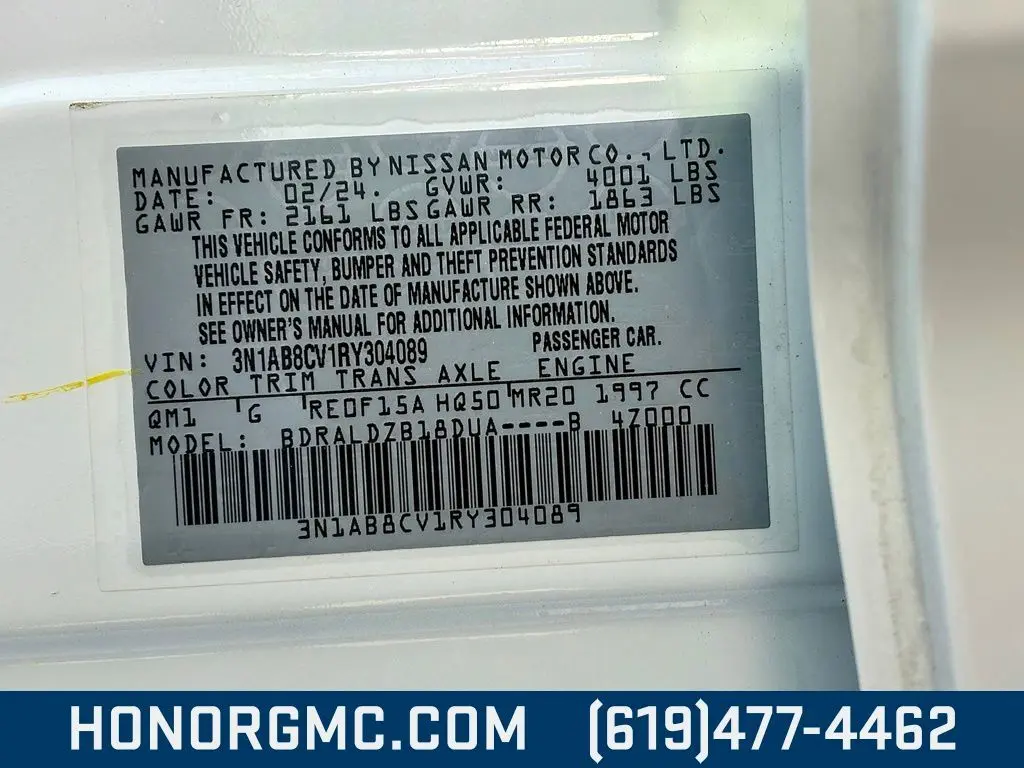 MANUFACTURED BY NISSAN MOTOR CO., LTD.
DATE: 02/24. GVWR: 4001 LBS
GAWR FR: 2161 LBS GAWR RR: 1863 LBS
THIS VEHICLE CONFORMS TO ALL APPLICABLE FEDERAL MOTOR
VEHICLE SAFETY, BUMPER AND THEFT PREVENTION STANDARDS
IN EFFECT ON THE DATE OF MANUFACTURE SHOWN ABOVE.
SEE OWNER'S MANUAL FOR ADDITIONAL INFORMATION.
VIN: 3N1AB8CV1RY304089 PASSENGER CAR.
COLOR TRIM TRANS AXLE ENGINE
QM1 G RE0F15A HQ50 MR20 1997 CC
MODEL: BDRALDZB18DUA----B 4Z000
3N1AB8CV1RY304089
HONORGMC.COM (619)477-4462